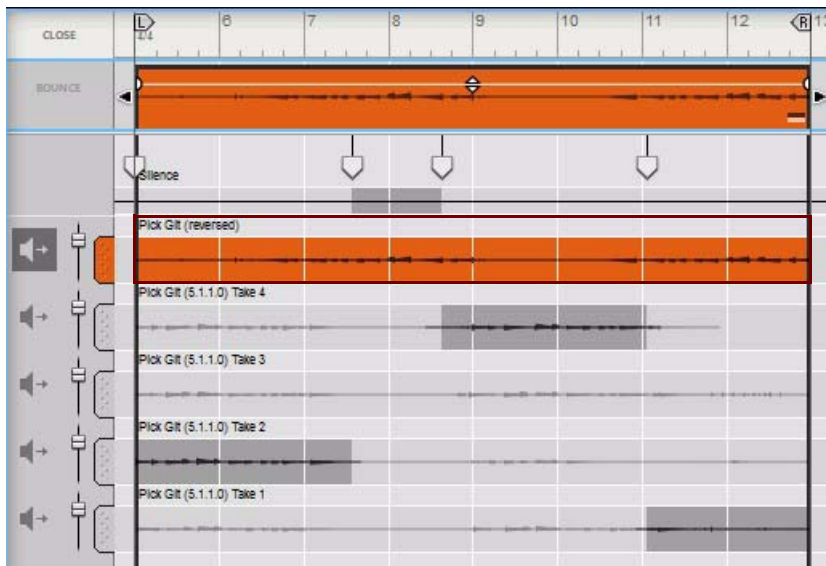 CLOSE
L 6 7 8 9 10 11 12 R 13
4/4
BOUNCE
Silence
Pick Git (reversed)
Pick Git (5.1.1.0) Take 4
Pick Git (5.1.1.0) Take 3
Pick Git (5.1.1.0) Take 2
Pick Git (5.1.1.0) Take 1